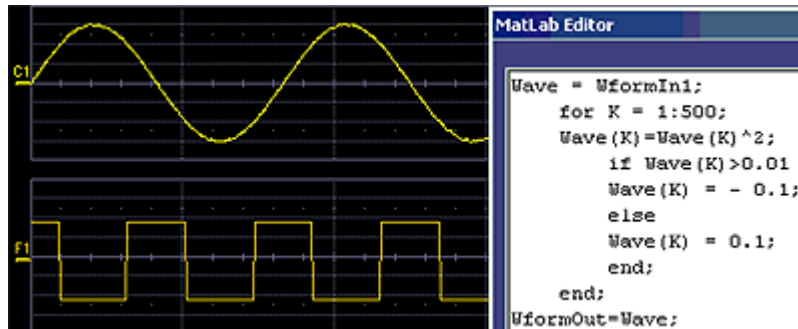 C1
F1
MatLab Editor
Wave = WformIn1;
for K = 1:500;
Wave(K)=Wave(K)^2;
if Wave(K)>0.01
Wave(K) = - 0.1;
else
Wave(K) = 0.1;
end;
end;
WformOut=Wave;